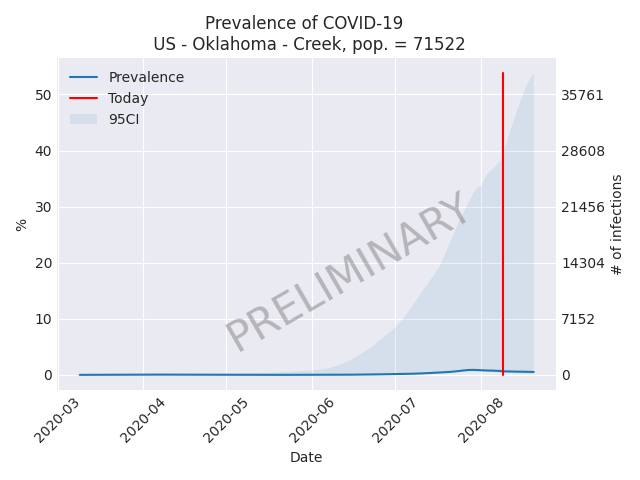 Prevalence of COVID-19
US - Oklahoma - Creek, pop. = 71522
Prevalence
Today
95CI
PRELIMINARY
50
40
30
20
10
0
%
35761
28608
21456
14304
7152
0
# of infections
2020-03
2020-04
2020-05
2020-06
2020-07
2020-08
Date